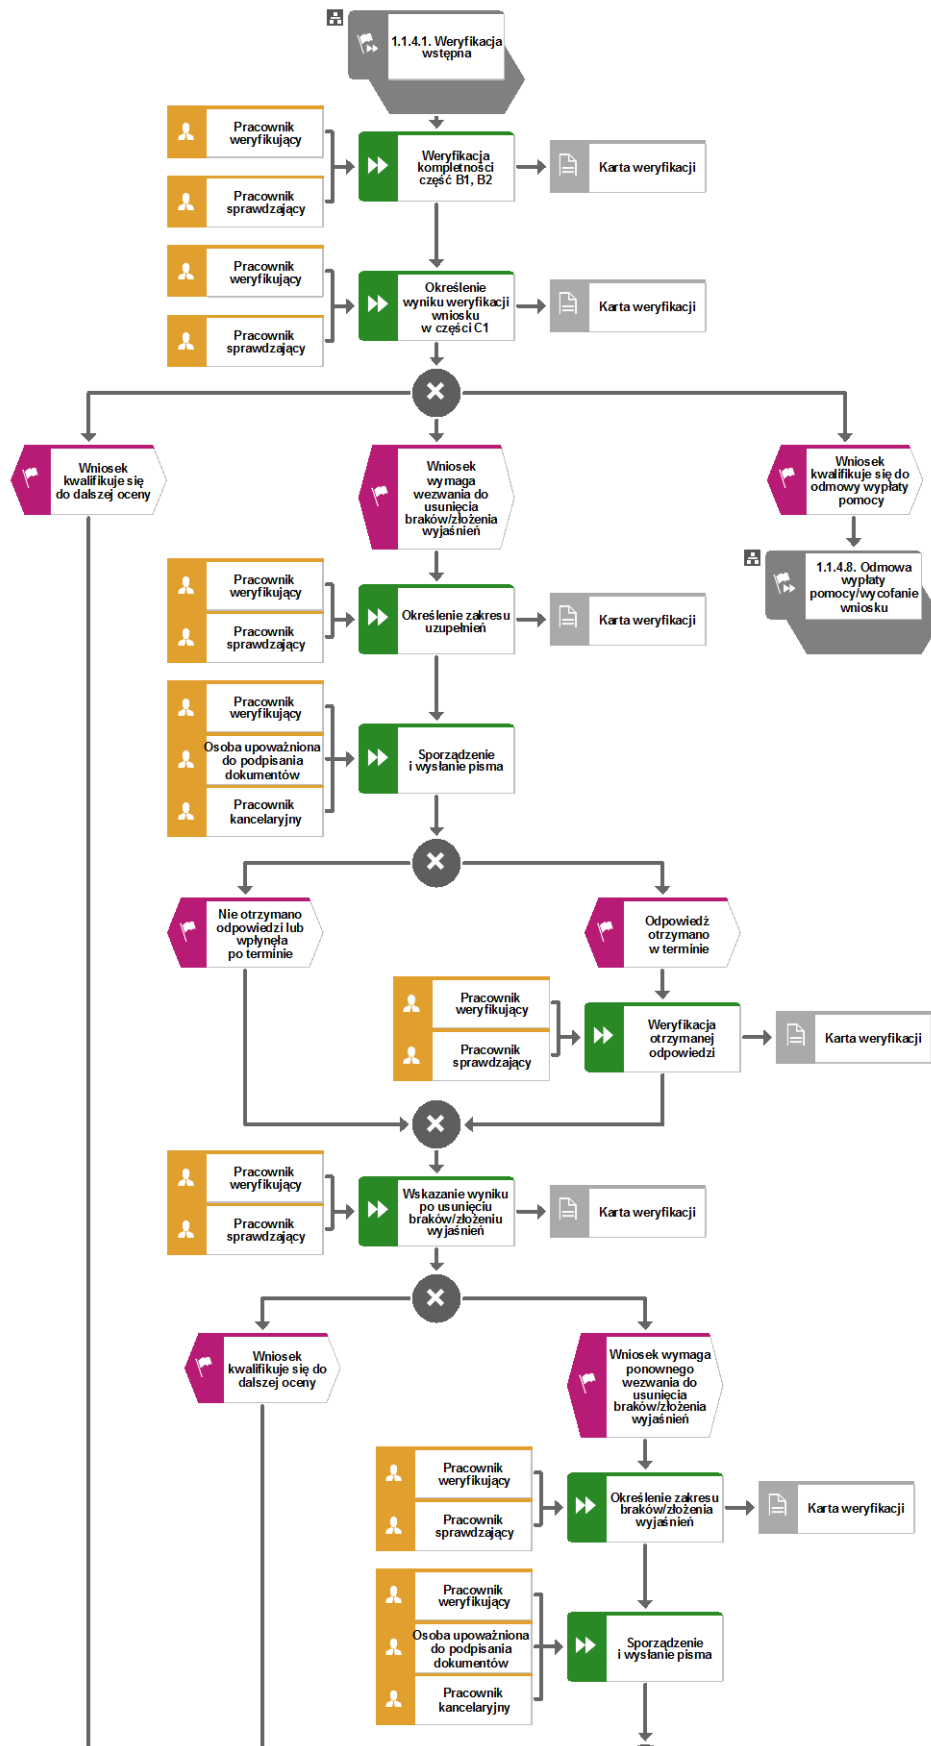 1.1.4.1. Weryfikacja
wstępna
Pracownik
weryfikujący
Pracownik
sprawdzający
Weryfikacja
kompletności
część B1, B2
Karta weryfikacji
Pracownik
weryfikujący
Pracownik
sprawdzający
Określenie
wyniku weryfikacji
wniosku
w części C1
Karta weryfikacji
Wniosek
kwalifikuje się
do dalszej oceny
Wniosek
wymaga
wezwania do
usunięcia
braków/złożenia
wyjaśnień
Wniosek
kwalifikuje się do
odmowy wypłaty
pomocy
1.1.4.8. Odmowa
wypłaty
pomocy/wycofanie
wniosku
Pracownik
weryfikujący
Pracownik
sprawdzający
Określenie zakresu
uzupełnień
Karta weryfikacji
Pracownik
weryfikujący
Osoba upoważniona
do podpisania
dokumentów
Pracownik
kancelaryjny
Sporządzenie
i wysłanie pisma
Nie otrzymano
odpowiedzi lub
wpłynęła
po terminie
Odpowiedź
otrzymano
w terminie
Pracownik
weryfikujący
Pracownik
sprawdzający
Weryfikacja
otrzymanej
odpowiedzi
Karta weryfikacji
Pracownik
weryfikujący
Pracownik
sprawdzający
Wskazanie wyniku
po usunięciu
braków/złożeniu
wyjaśnień
Karta weryfikacji
Wniosek
kwalifikuje się do
dalszej oceny
Wniosek wymaga
ponownego
wezwania do
usunięcia
braków/złożenia
wyjaśnień
Pracownik
weryfikujący
Pracownik
sprawdzający
Określenie zakresu
braków/złożenia
wyjaśnień
Karta weryfikacji
Pracownik
weryfikujący
Osoba upoważniona
do podpisania
dokumentów
Pracownik
kancelaryjny
Sporządzenie
i wysłanie pisma